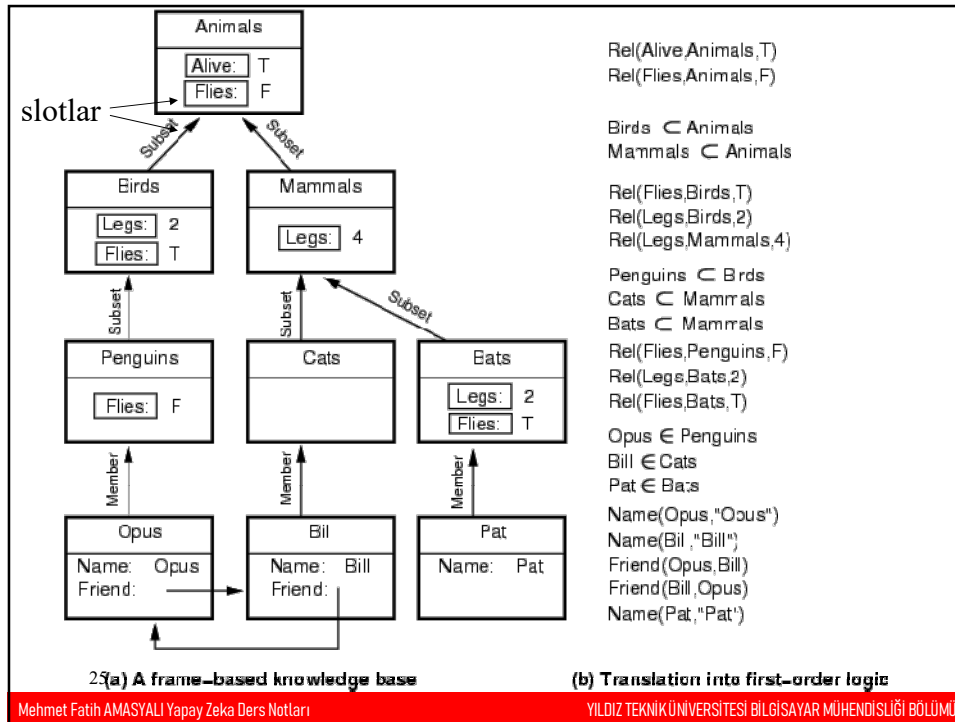 Animals
Alive: T
Flies: F
slotlar
Subset
Subset
Birds
Legs: 2
Flies: T
Mammals
Legs: 4
Subset
Subset
Subset
Penguins
Flies: F
Cats
Bats
Legs: 2
Flies: T
Member
Member
Member
Opus
Name: Opus
Friend:
Bil
Name: Bill
Friend:
Pat
Name: Pat
25
(a) A frame-based knowledge base
Rel(Alive,Animals,T)
Rel(Flies,Animals,F)
Birds ⊂ Animals
Mammals ⊂ Animals
Rel(Flies,Birds,T)
Rel(Legs,Birds,2)
Rel(Legs,Mammals,4)
Penguins ⊂ Birds
Cats ⊂ Mammals
Bats ⊂ Mammals
Rel(Flies,Penguins,F)
Rel(Legs,Bats,2)
Rel(Flies,Bats,T)
Opus ∈ Penguins
Bill ∈ Cats
Pat ∈ Bats
Name(Opus,"Opus")
Name(Bil,"Bill")
Friend(Opus,Bill)
Friend(Bill,Opus)
Name(Pat,"Pat")
(b) Translation into first-order logic
Mehmet Fatih AMASYALI Yapay Zeka Ders Notları
YILDIZ TEKNİK ÜNİVERSİTESİ BİLGİSAYAR MÜHENDİSLİĞİ BÖLÜMÜ